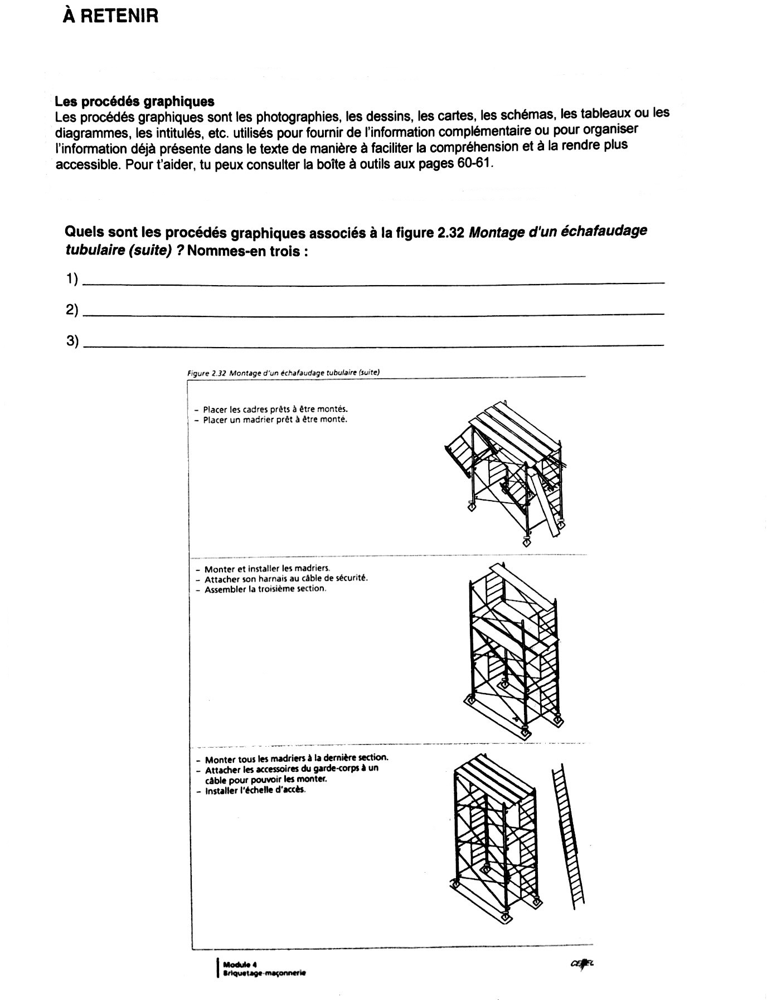 À RETENIR
Les procédés graphiques
Les procédés graphiques sont les photographies, les dessins, les cartes, les schémas, les tableaux ou les
diagrammes, les intitulés, etc. utilisés pour fournir de l'information complémentaire ou pour organiser
l'information déjà présente dans le texte de manière à faciliter la compréhension et à la rendre plus
accessible. Pour t'aider, tu peux consulter la boîte à outils aux pages 60-61.
Quels sont les procédés graphiques associés à la figure 2.32 Montage d'un échafaudage
tubulaire (suite) ? Nommes-en trois :
1)
2)
3)
Figure 2.32 Montage d'un échafaudage tubulaire (suite)
– Placer les cadres prêts à être montés.
– Placer un madrier prêt à être monté.
– Monter et installer les madriers.
– Attacher son harnais au câble de sécurité.
– Assembler la troisième section.
– Monter tous les madriers à la dernière section.
– Attacher les accessoires du garde-corps à un
câble pour pouvoir les monter.
– Installer l'échelle d'accès.
Module 4
Briquetage-maçonnerie